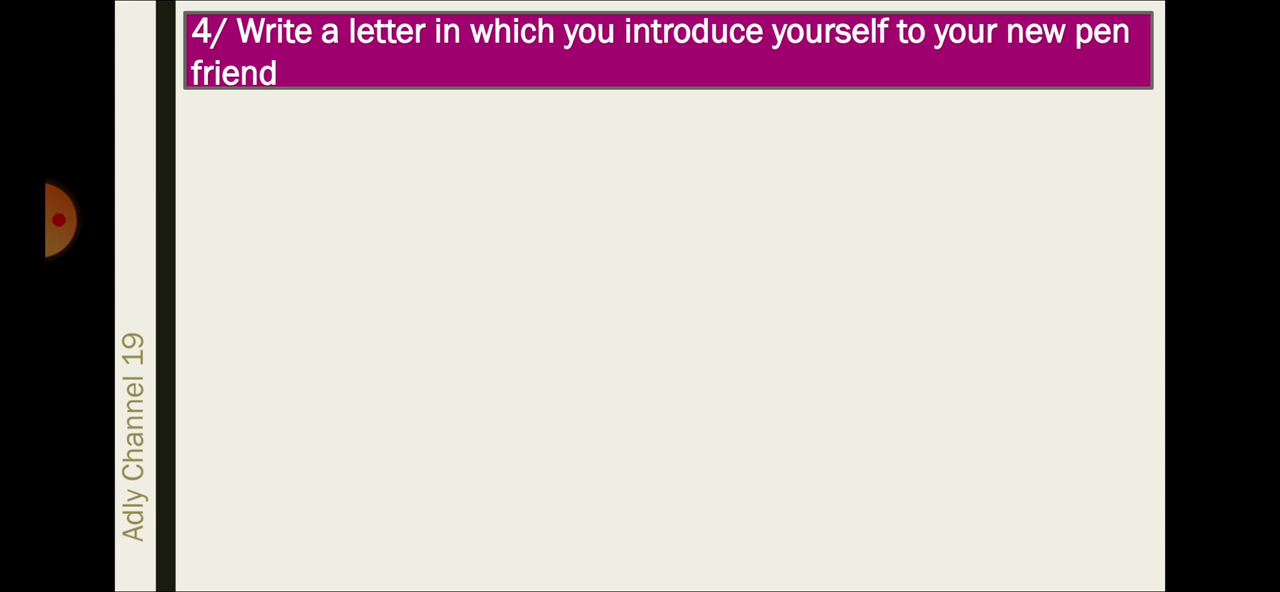 4/ Write a letter in which you introduce yourself to your new pen
friend
Adly Channel 19